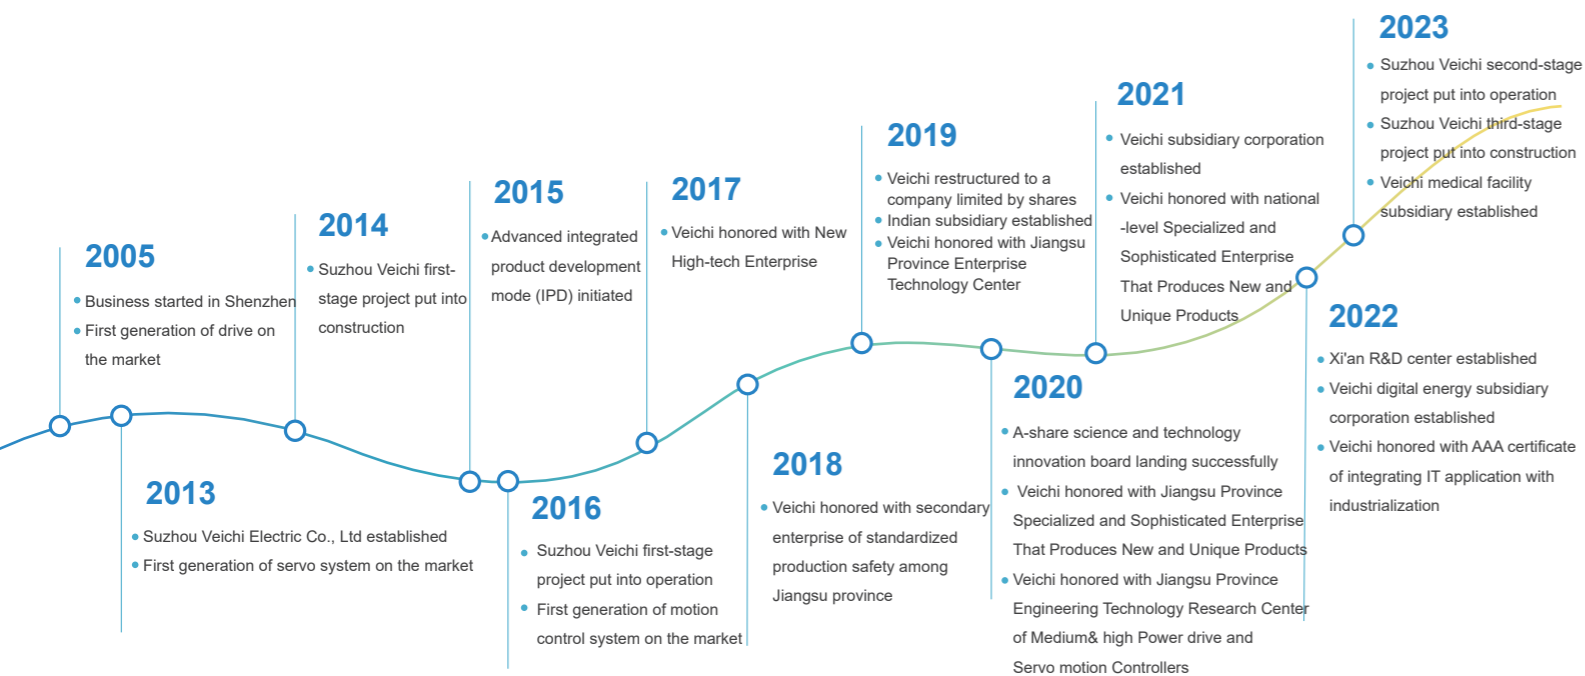 2005
Business started in Shenzhen
First generation of drive on
the market
2013
Suzhou Veichi Electric Co., Ltd established
First generation of servo system on the market
2014
Suzhou Veichi first-
stage project put into
construction
2015
Advanced integrated
product development
mode (IPD) initiated
2016
Suzhou Veichi first-stage
project put into operation
First generation of motion
control system on the market
2017
Veichi honored with New
High-tech Enterprise
2018
Veichi honored with secondary
enterprise of standardized
production safety among
Jiangsu province
2019
Veichi restructured to a
company limited by shares
Indian subsidiary established
Veichi honored with Jiangsu
Province Enterprise
Technology Center
2020
A-share science and technology
innovation board landing successfully
Veichi honored with Jiangsu Province
Specialized and Sophisticated Enterprise
That Produces New and Unique Products
Veichi honored with Jiangsu Province
Engineering Technology Research Center
of Medium& high Power drive and
Servo motion Controllers
2021
Veichi subsidiary corporation
established
Veichi honored with national
-level Specialized and
Sophisticated Enterprise
That Produces New and
Unique Products
2022
Xi'an R&D center established
Veichi digital energy subsidiary
corporation established
Veichi honored with AAA certificate
of integrating IT application with
industrialization
2023
Suzhou Veichi second-stage
project put into operation
Suzhou Veichi third-stage
project put into construction
Veichi medical facility
subsidiary established